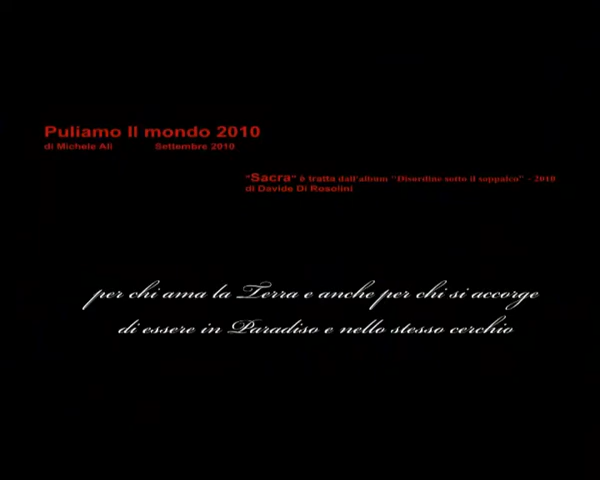 Puliamo Il mondo 2010
di Michele Ali Settembre 2010
"Sacra" è tratta dall'album "Disordine sotto il soppalco" - 2010
di Davide Di Rosolini
per chi ama la Terra e anche per chi si accorge
di essere in Paradiso e nello stesso cerchio